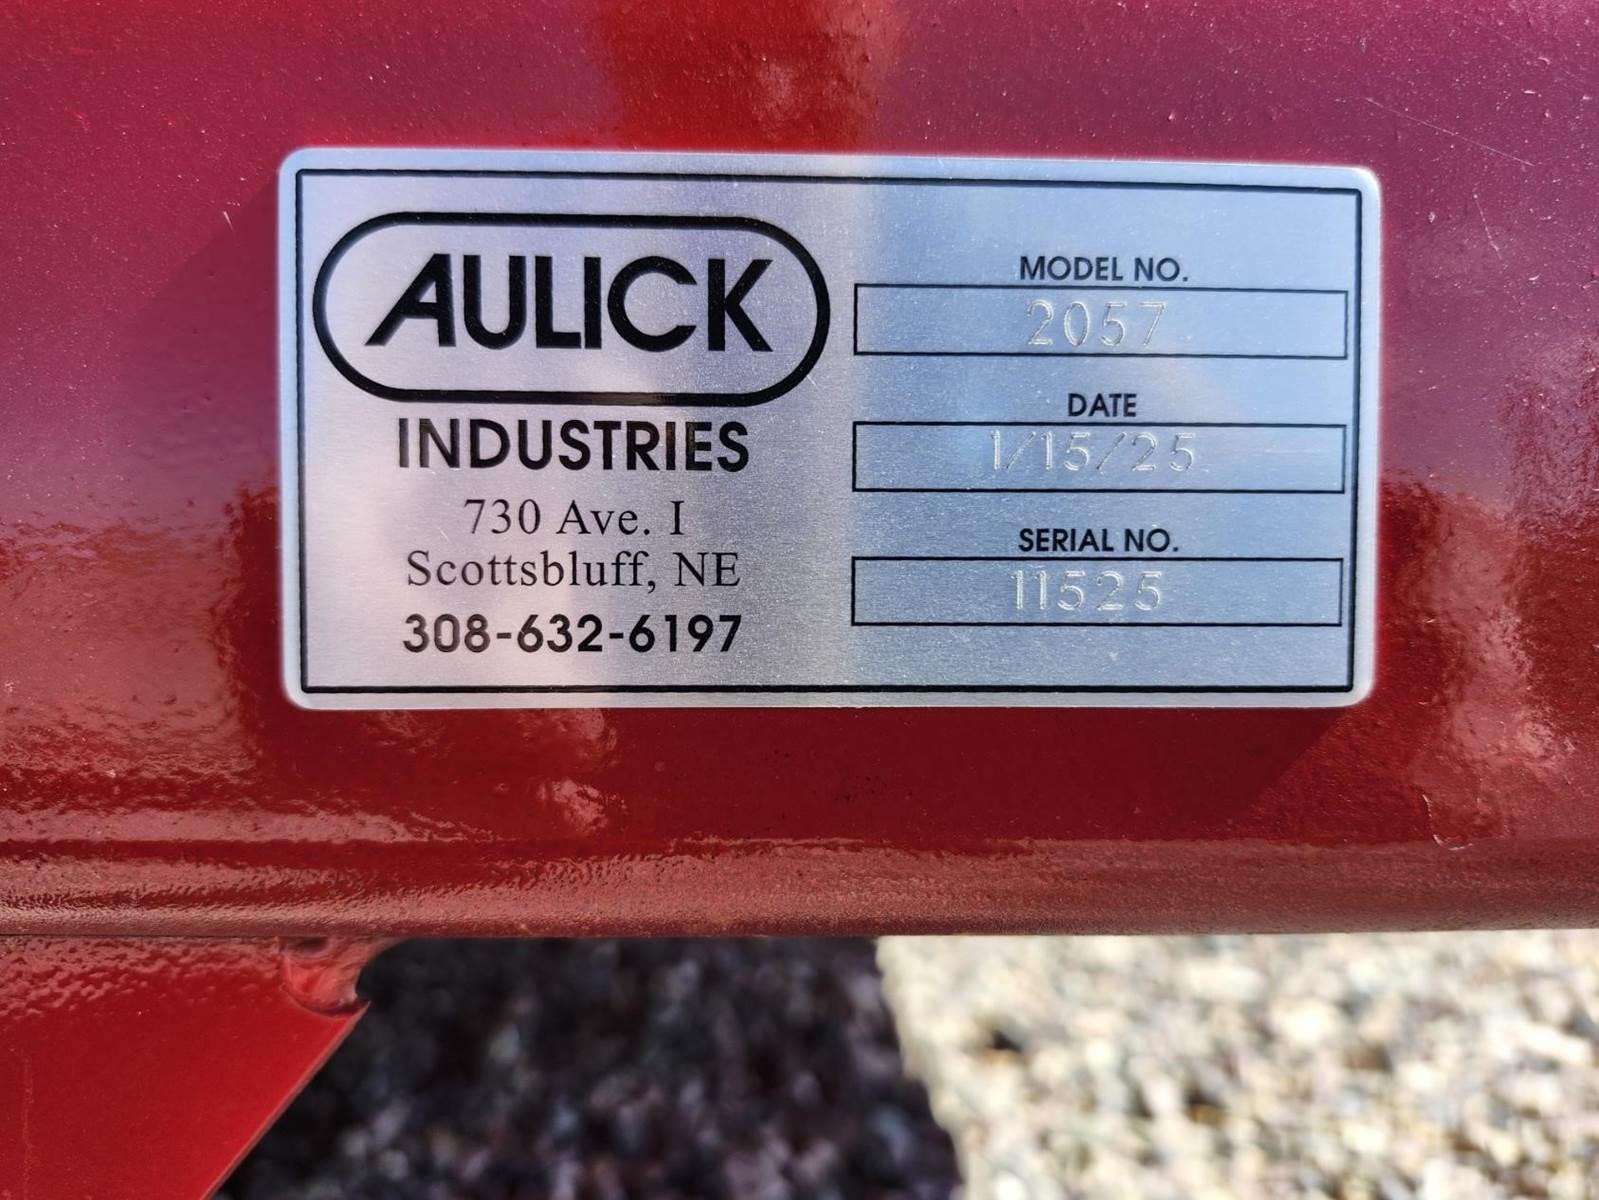 AULICK
INDUSTRIES
730 Ave. I
Scottsbluff, NE
308-632-6197
MODEL NO.
2057
DATE
1/15/25
SERIAL NO.
11525